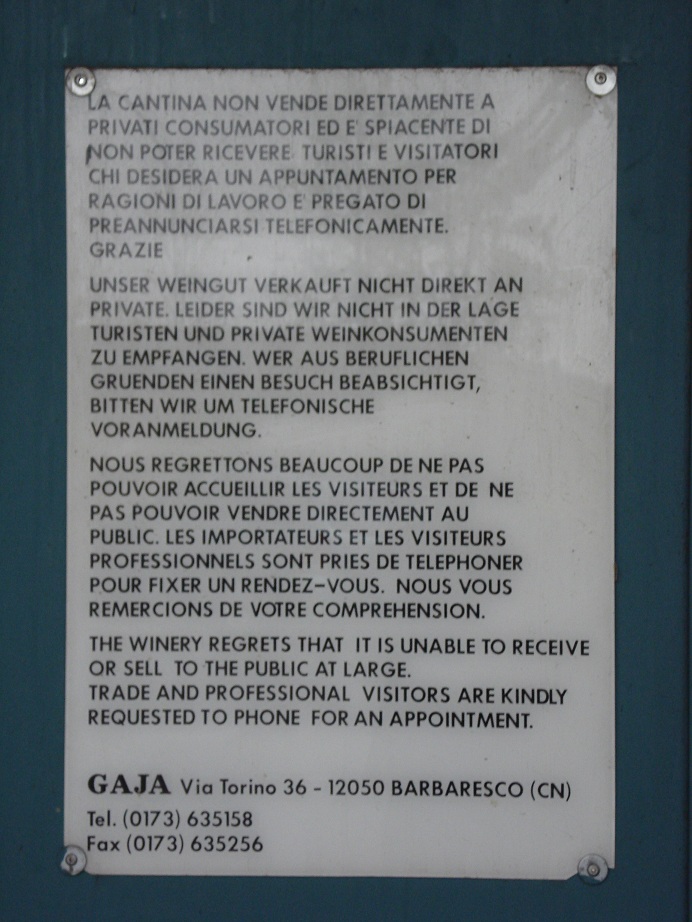 LA CANTINA NON VENDE DIRETTAMENTE A
PRIVATI CONSUMATORI ED E' SPIACENTE DI
NON POTER RICEVERE TURISTI E VISITATORI
CHI DESIDERA UN APPUNTAMENTO PER
RAGIONI DI LAVORO E' PREGATO DI
PREANNUNCIARSI TELEFONICAMENTE.
GRAZIE
UNSER WEINGUT VERKAUFT NICHT DIREKT AN
PRIVATE. LEIDER SIND WIR NICHT IN DER LAGE
TURISTEN UND PRIVATE WEINKONSUMENTEN
ZU EMPFANGEN. WER AUS BERUFLICHEN
GRUENDEN EINEN BESUCH BEABSICHTIGT,
BITTEN WIR UM TELEFONISCHE
VORANMELDUNG.
NOUS REGRETTONS BEAUCOUP DE NE PAS
POUVOIR ACCUEILLIR LES VISITEURS ET DE NE
PAS POUVOIR VENDRE DIRECTEMENT AU
PUBLIC. LES IMPORTATEURS ET LES VISITEURS
PROFESSIONNELS SONT PRIES DE TELEPHONER
POUR FIXER UN RENDEZ-VOUS. NOUS VOUS
REMERCIONS DE VOTRE COMPREHENSION.
THE WINERY REGRETS THAT IT IS UNABLE TO RECEIVE
OR SELL TO THE PUBLIC AT LARGE.
TRADE AND PROFESSIONAL VISITORS ARE KINDLY
REQUESTED TO PHONE FOR AN APPOINTMENT.
GAJA Via Torino 36 - 12050 BARBARESCO (CN)
Tel. (0173) 635158
Fax (0173) 635256